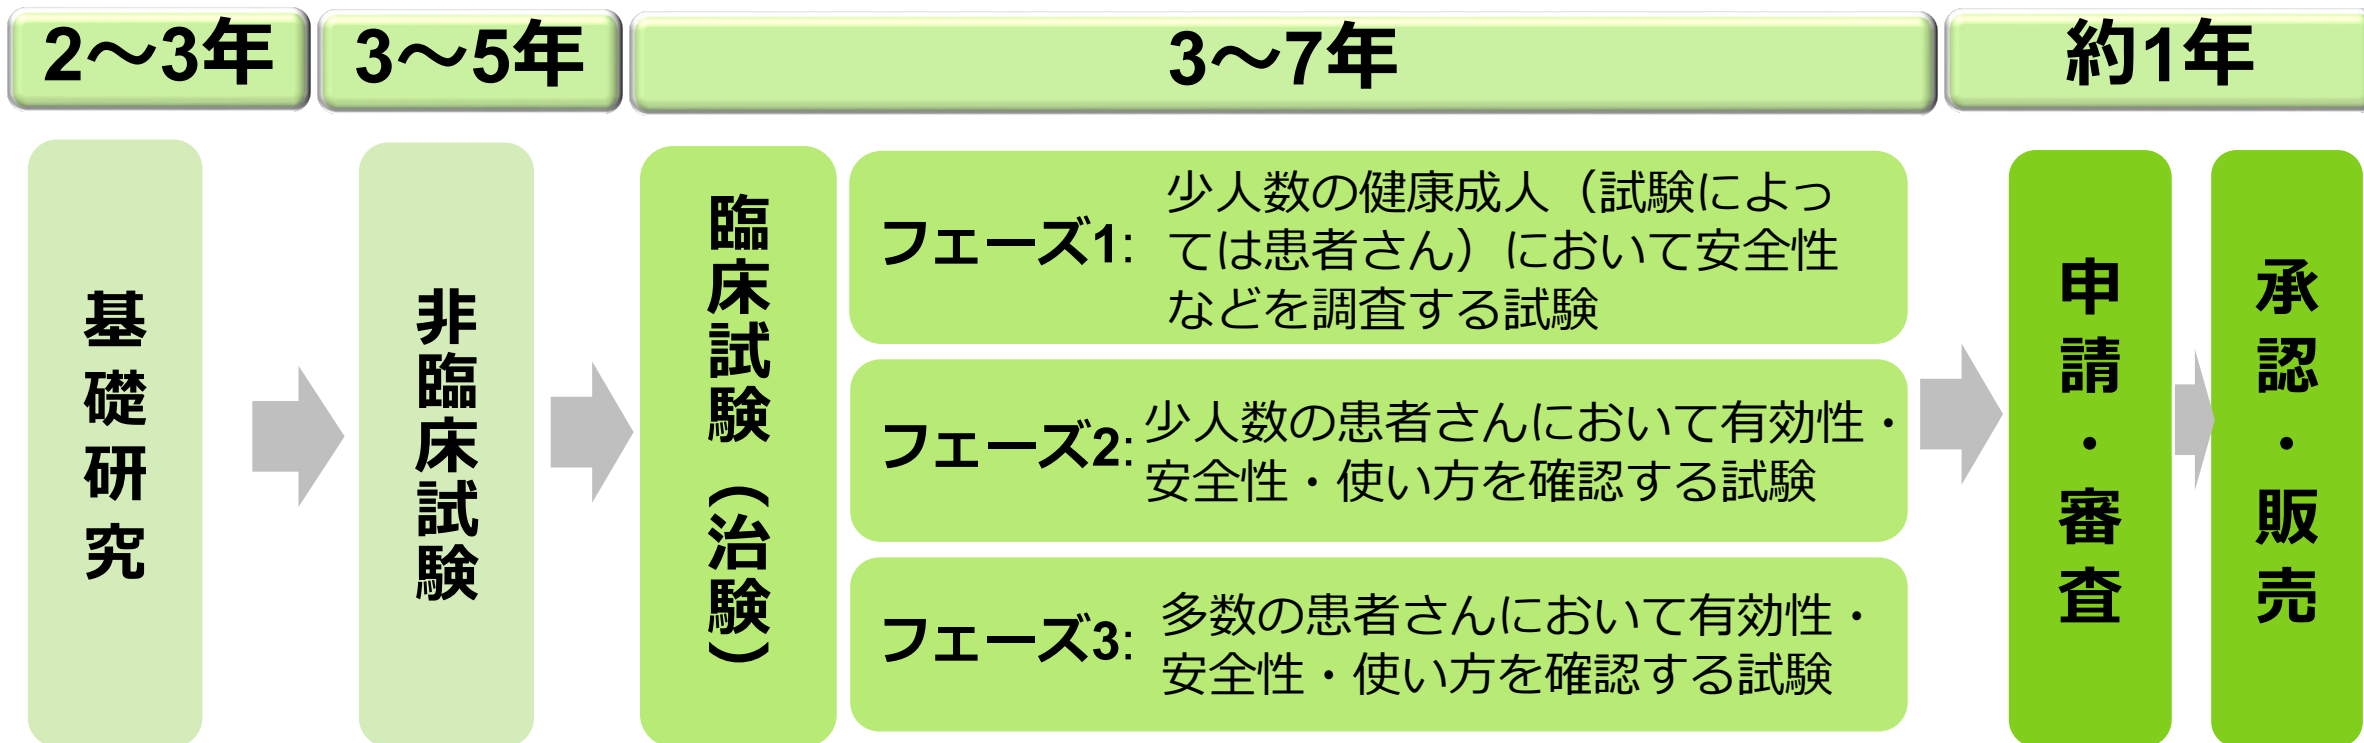 2～3年
3～5年
3～7年
約1年
基礎研究
非臨床試験
臨床試験（治験）
フェーズ1:
少人数の健康成人（試験によっ
ては患者さん）において安全性
などを調査する試験
フェーズ2:
少人数の患者さんにおいて有効性・
安全性・使い方を確認する試験
フェーズ3:
多数の患者さんにおいて有効性・
安全性・使い方を確認する試験
申請・審査
承認・販売